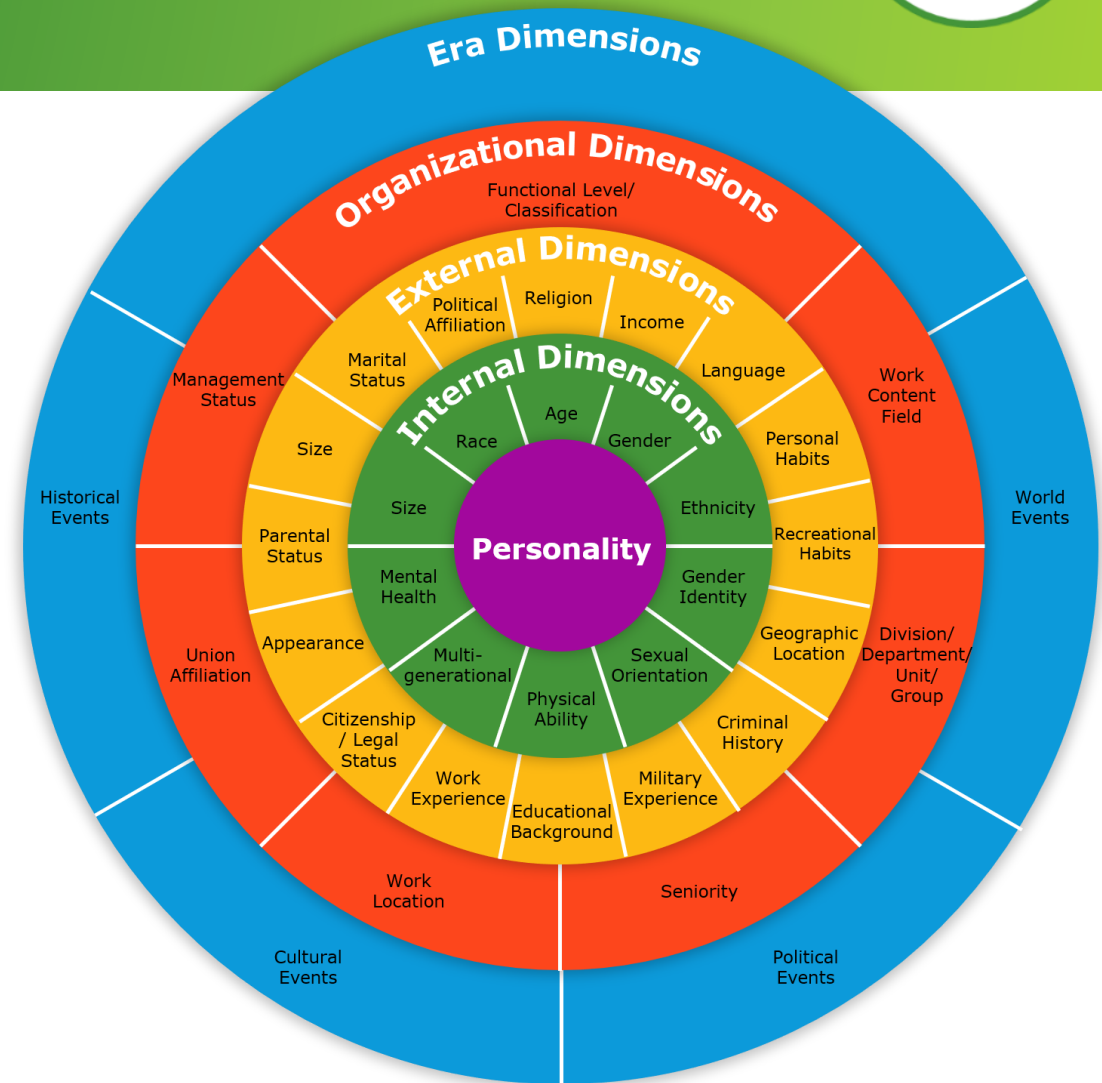 Era Dimensions
Organizational Dimensions
Functional Level/
Classification
External Dimensions
Political
Affiliation
Religion
Income
Marital
Status
Language
Internal Dimensions
Management
Status
Work
Content
Field
Age
Race
Gender
Size
Personal
Habits
Historical
Events
World
Events
Size
Ethnicity
Parental
Status
Recreational
Habits
Personality
Mental
Health
Gender
Identity
Appearance
Geographic
Location
Union
Affiliation
Division/
Department/
Unit/
Group
Multi-
generational
Sexual
Orientation
Physical
Ability
Citizenship
/ Legal
Status
Criminal
History
Work
Experience
Military
Experience
Educational
Background
Work
Location
Seniority
Cultural
Events
Political
Events